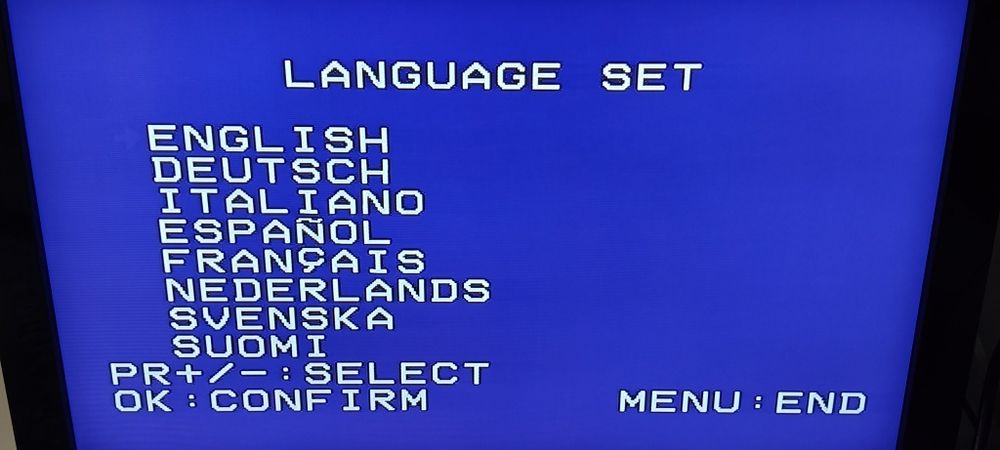 LANGUAGE SET
ENGLISH
DEUTSCH
ITALIANO
ESPAÑOL
FRANÇAIS
NEDERLANDS
SVENSKA
SUOMI
PR+/-:SELECT
OK:CONFIRM MENU:END